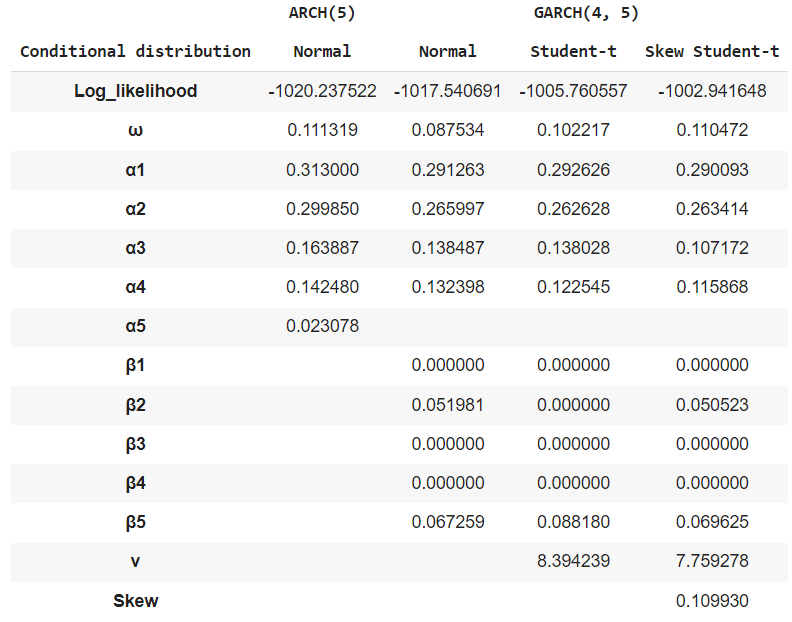 ARCH(5) GARCH(4, 5)
Conditional distribution Normal Normal Student-t Skew Student-t
Log_likelihood -1020.237522 -1017.540691 -1005.760557 -1002.941648
ω 0.111319 0.087534 0.102217 0.110472
α1 0.313000 0.291263 0.292626 0.290093
α2 0.299850 0.265997 0.262628 0.263414
α3 0.163887 0.138487 0.138028 0.107172
α4 0.142480 0.132398 0.122545 0.115868
α5 0.023078
β1 0.000000 0.000000 0.000000
β2 0.051981 0.000000 0.050523
β3 0.000000 0.000000 0.000000
β4 0.000000 0.000000 0.000000
β5 0.067259 0.088180 0.069625
ν 8.394239 7.759278
Skew 0.109930